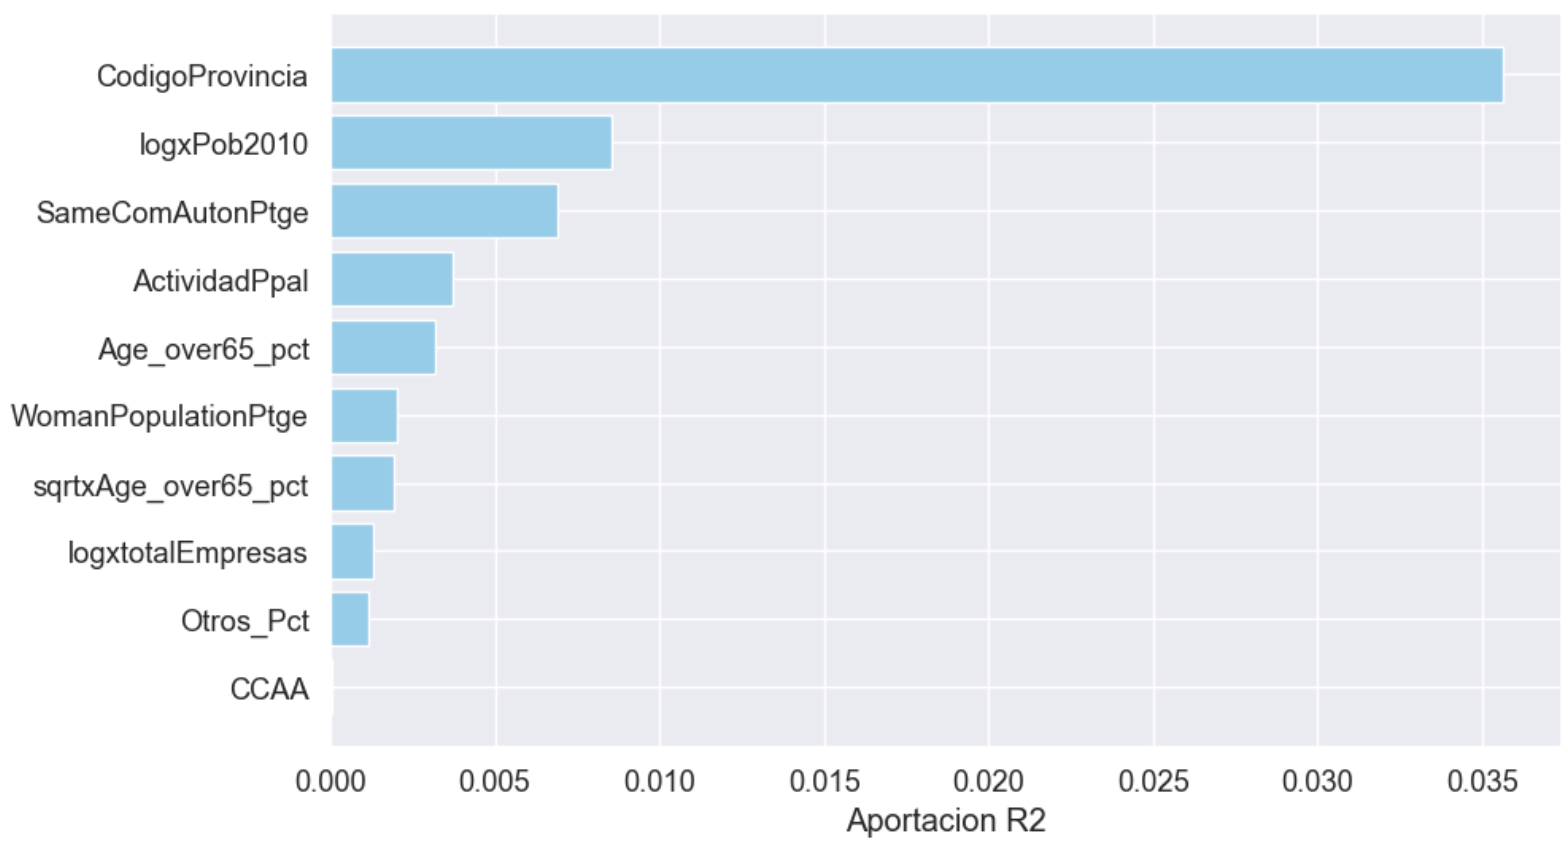 CodigoProvincia
logxPob2010
SameComAutonPtge
ActividadPpal
Age_over65_pct
WomanPopulationPtge
sqrtxAge_over65_pct
logxtotalEmpresas
Otros_Pct
CCAA
0.000 0.005 0.010 0.015 0.020 0.025 0.030 0.035
Aportacion R2